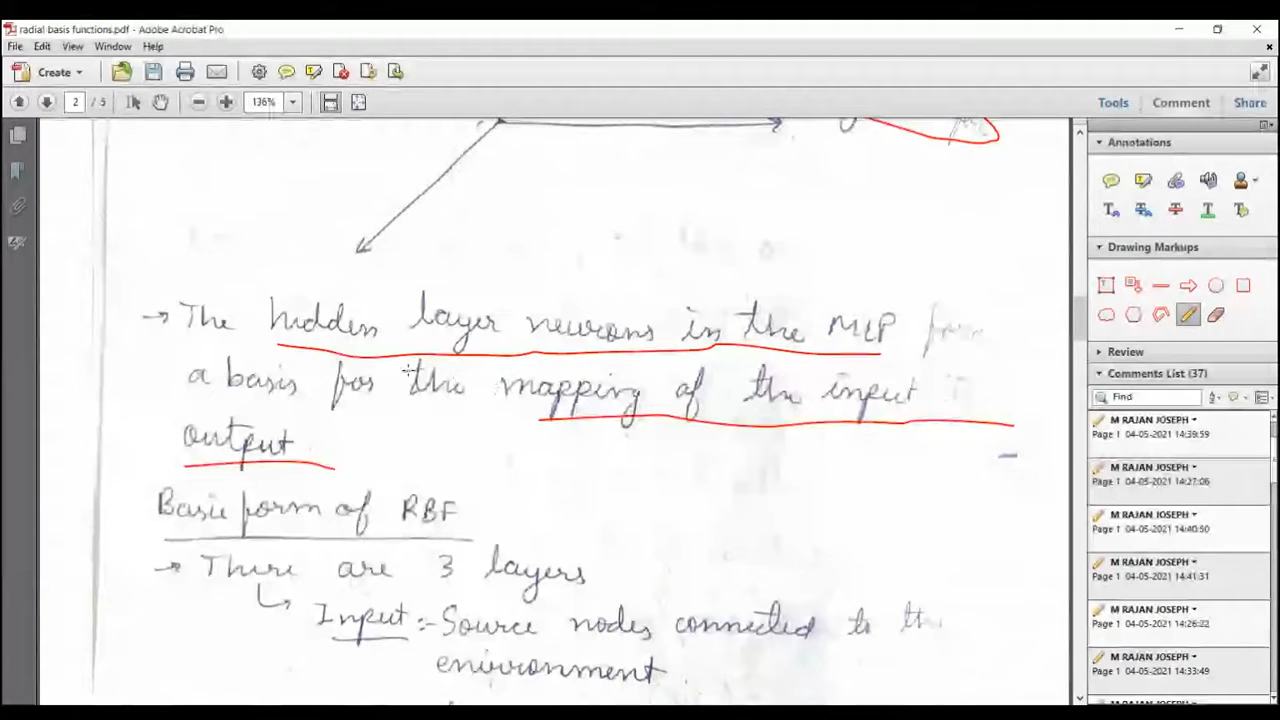 radial basis functions.pdf - Adobe Acrobat Pro
File Edit View Window Help
Create
2 / 5 136% Tools Comment Share
Annotations
Drawing Markups
Review
Comments List (37)
Find
M RAJAN JOSEPH
Page 1 04-05-2021 14:39:59
M RAJAN JOSEPH
Page 1 04-05-2021 14:27:06
M RAJAN JOSEPH
Page 1 04-05-2021 14:40:50
M RAJAN JOSEPH
Page 1 04-05-2021 14:41:31
M RAJAN JOSEPH
Page 1 04-05-2021 14:26:22
M RAJAN JOSEPH
Page 1 04-05-2021 14:33:49
→ The hidden layer neurons in the MLP form
a basis for the mapping of the input
output
Basic form of RBF
→ There are 3 layers
Input :- Source nodes connected to the
environment